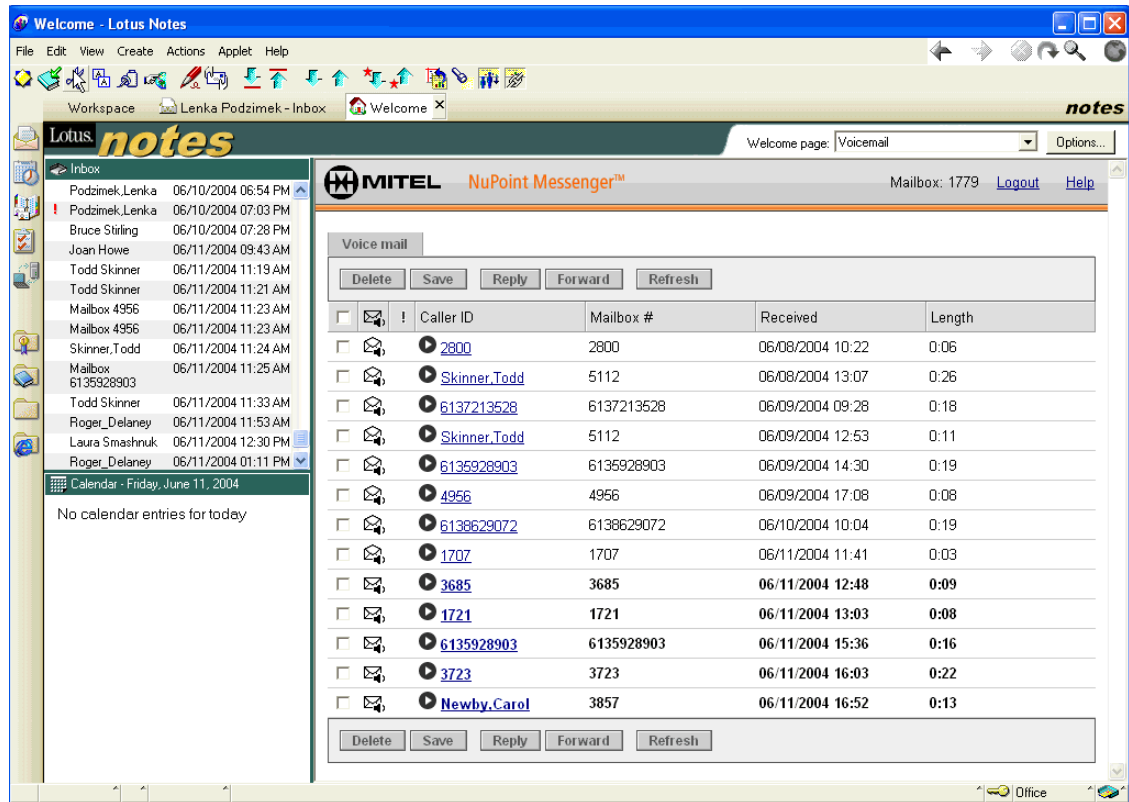 Welcome - Lotus Notes
File Edit View Create Actions Applet Help
Workspace Lenka Podzimek - Inbox Welcome
notes
Lotus. notes
Welcome page: Voicemail Options...
Inbox
Podzimek,Lenka 06/10/2004 06:54 PM
! Podzimek,Lenka 06/10/2004 07:03 PM
Bruce Stirling 06/10/2004 07:28 PM
Joan Howe 06/11/2004 09:43 AM
Todd Skinner 06/11/2004 11:19 AM
Todd Skinner 06/11/2004 11:21 AM
Mailbox 4956 06/11/2004 11:23 AM
Mailbox 4956 06/11/2004 11:23 AM
Skinner,Todd 06/11/2004 11:24 AM
Mailbox 06/11/2004 11:25 AM
6135928903
Todd Skinner 06/11/2004 11:33 AM
Roger_Delaney 06/11/2004 11:53 AM
Laura Smashnuk 06/11/2004 12:30 PM
Roger_Delaney 06/11/2004 01:11 PM
Calendar - Friday, June 11, 2004
No calendar entries for today
MITEL NuPoint Messenger™
Mailbox: 1779 Logout Help
Voice mail
Delete Save Reply Forward Refresh
! Caller ID Mailbox # Received Length
2800 2800 06/08/2004 10:22 0:06
Skinner,Todd 5112 06/08/2004 13:07 0:26
6137213528 6137213528 06/09/2004 09:28 0:18
Skinner,Todd 5112 06/09/2004 12:53 0:11
6135928903 6135928903 06/09/2004 14:30 0:19
4956 4956 06/09/2004 17:08 0:08
6138629072 6138629072 06/10/2004 10:04 0:19
1707 1707 06/11/2004 11:41 0:03
3685 3685 06/11/2004 12:48 0:09
1721 1721 06/11/2004 13:03 0:08
6135928903 6135928903 06/11/2004 15:36 0:16
3723 3723 06/11/2004 16:03 0:22
Newby,Carol 3857 06/11/2004 16:52 0:13
Delete Save Reply Forward Refresh
Office